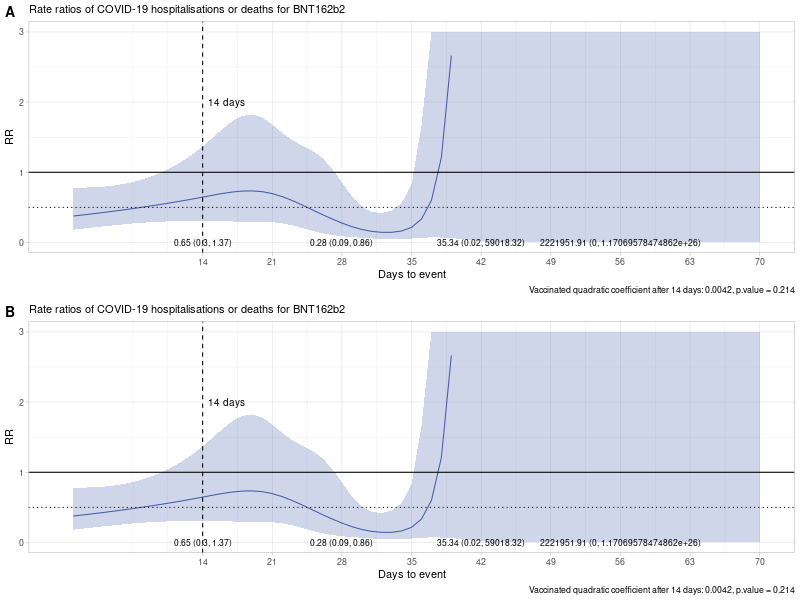 A
Rate ratios of COVID-19 hospitalisations or deaths for BNT162b2
3
2
1
0
RR
14 days
0.65 (0.3, 1.37)
0.28 (0.09, 0.86)
35.34 (0.02, 59018.32)
2221951.91 (0, 1.17069578474862e+26)
14
21
28
35
42
49
56
63
70
Days to event
Vaccinated quadratic coefficient after 14 days: 0.0042, p.value = 0.214
B
Rate ratios of COVID-19 hospitalisations or deaths for BNT162b2
3
2
1
0
RR
14 days
0.65 (0.3, 1.37)
0.28 (0.09, 0.86)
35.34 (0.02, 59018.32)
2221951.91 (0, 1.17069578474862e+26)
14
21
28
35
42
49
56
63
70
Days to event
Vaccinated quadratic coefficient after 14 days: 0.0042, p.value = 0.214